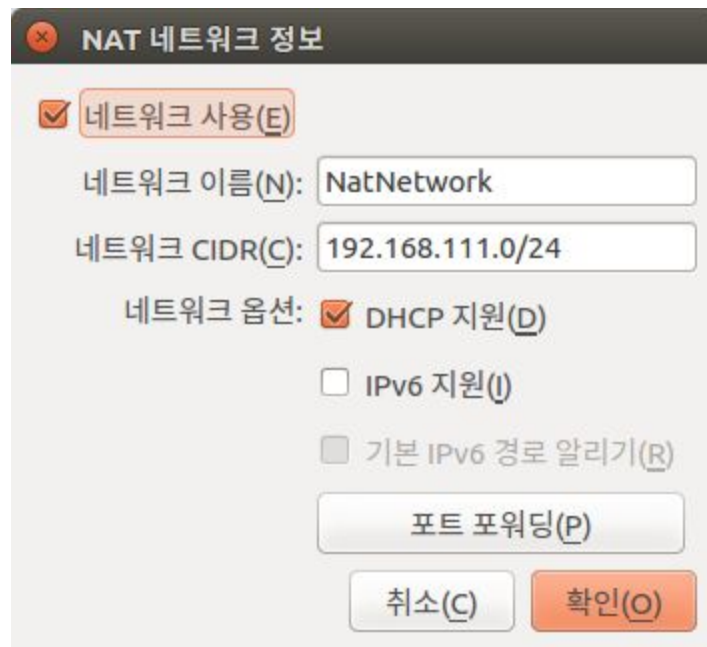 NAT 네트워크 정보
네트워크 사용(E)
네트워크 이름(N): NatNetwork
네트워크 CIDR(C): 192.168.111.0/24
네트워크 옵션: DHCP 지원(D)
IPv6 지원(I)
기본 IPv6 경로 알리기(R)
포트 포워딩(P)
취소(C) 확인(O)